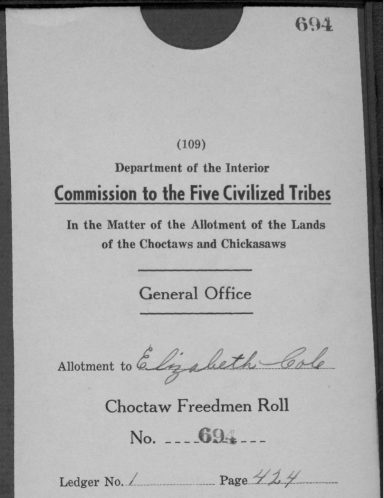 694
(109)
Department of the Interior
Commission to the Five Civilized Tribes
In the Matter of the Allotment of the Lands
of the Choctaws and Chickasaws
General Office
Allotment to Elizabeth Cole
Choctaw Freedmen Roll
No. 694
Ledger No. 1 Page 424